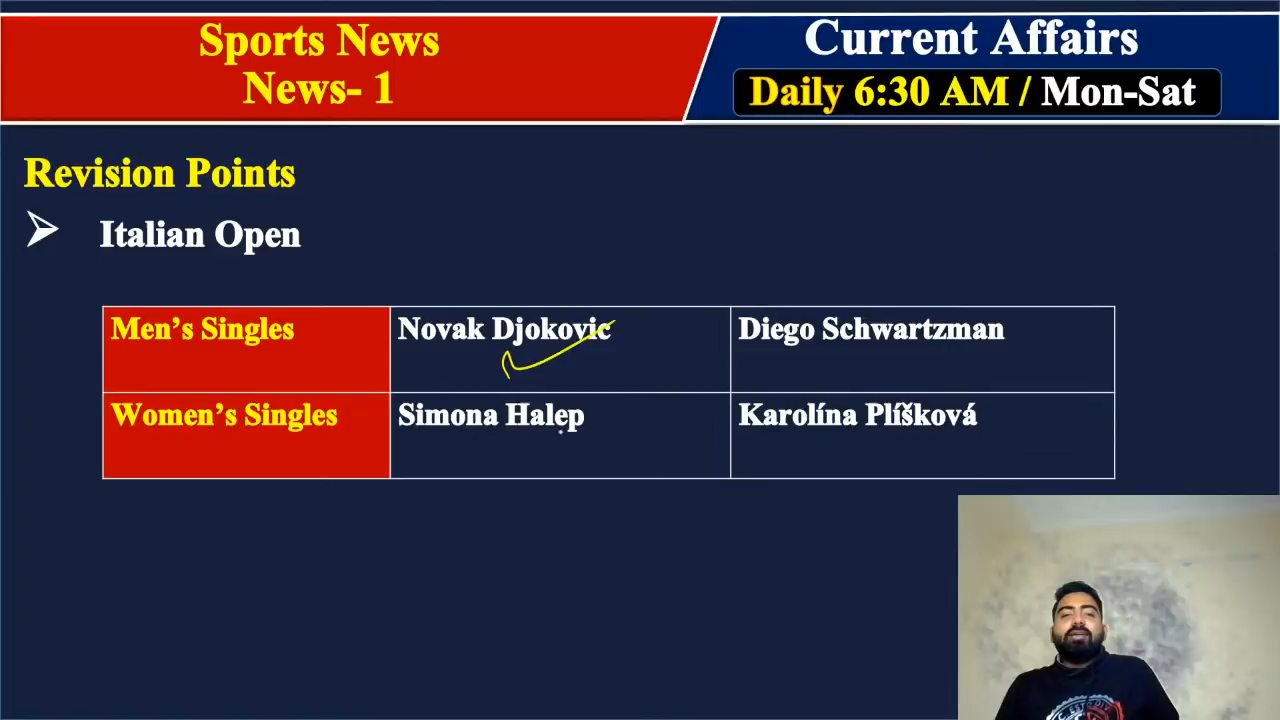 Sports News
News- 1
Current Affairs
Daily 6:30 AM / Mon-Sat
Revision Points
Italian Open
Men’s Singles Novak Djokovic Diego Schwartzman
Women’s Singles Simona Halep Karolína Plíšková